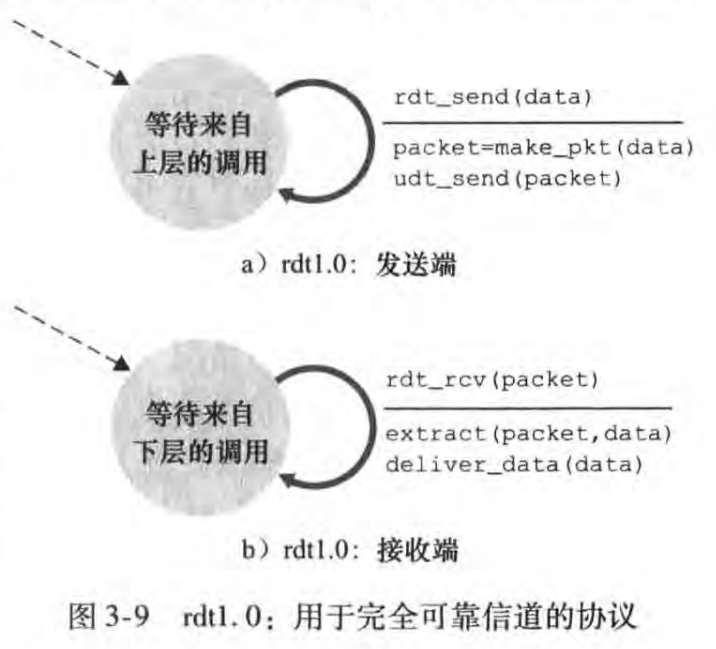 等待来自
上层的调用
rdt_send(data)
packet=make_pkt(data)
udt_send(packet)
a）rdt1.0：发送端
等待来自
下层的调用
rdt_rcv(packet)
extract(packet,data)
deliver_data(data)
b）rdt1.0：接收端
图 3-9 rdt1.0：用于完全可靠信道的协议